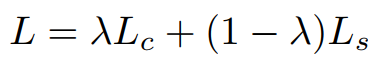 L = λL_c + (1 − λ)L_s